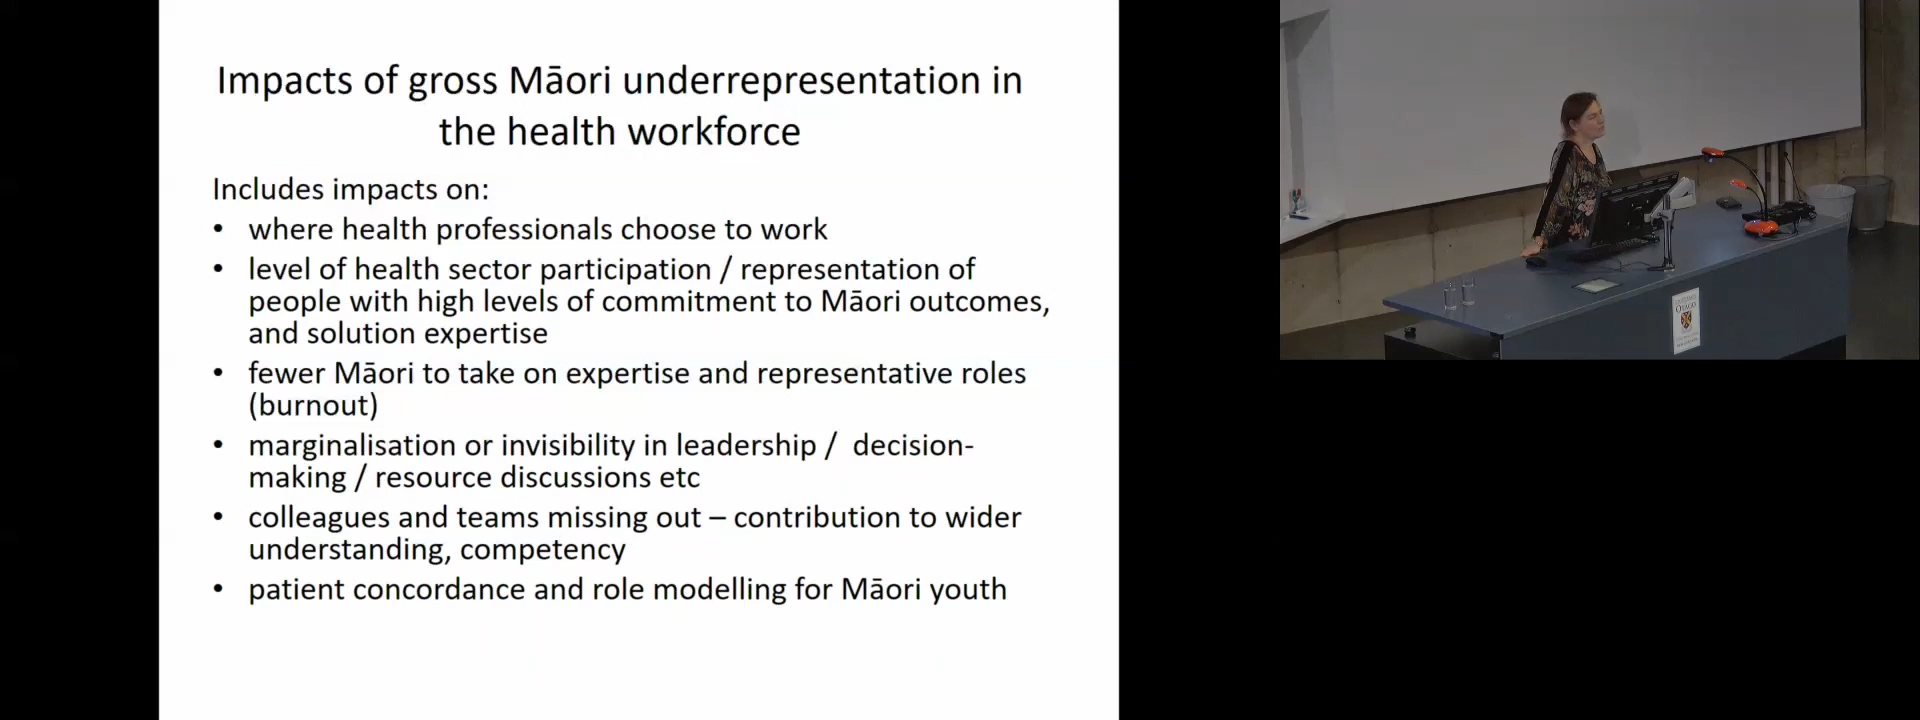 Impacts of gross Māori underrepresentation in
the health workforce
Includes impacts on:
• where health professionals choose to work
• level of health sector participation / representation of
people with high levels of commitment to Māori outcomes,
and solution expertise
• fewer Māori to take on expertise and representative roles
(burnout)
• marginalisation or invisibility in leadership /  decision-
making / resource discussions etc
• colleagues and teams missing out – contribution to wider
understanding, competency
• patient concordance and role modelling for Māori youth
OTAGO